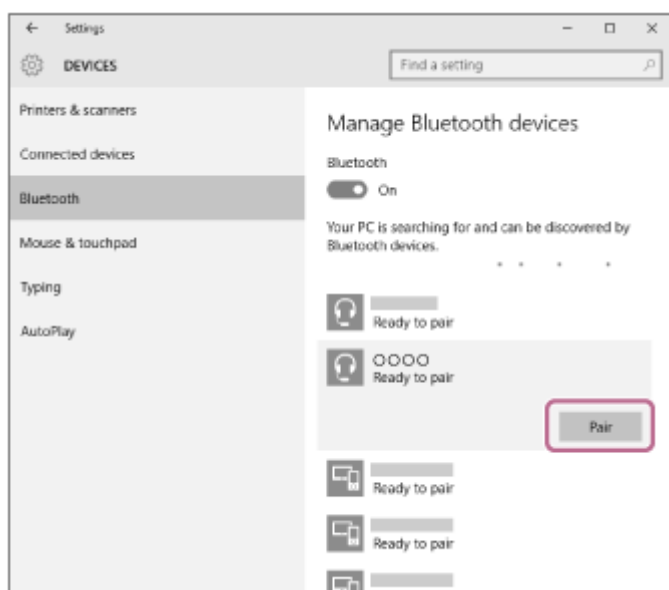 Settings
DEVICES
Find a setting
Printers & scanners
Connected devices
Bluetooth
Mouse & touchpad
Typing
AutoPlay
Manage Bluetooth devices
Bluetooth
On
Your PC is searching for and can be discovered by
Bluetooth devices.
Ready to pair
OOOO
Ready to pair
Pair
Ready to pair
Ready to pair